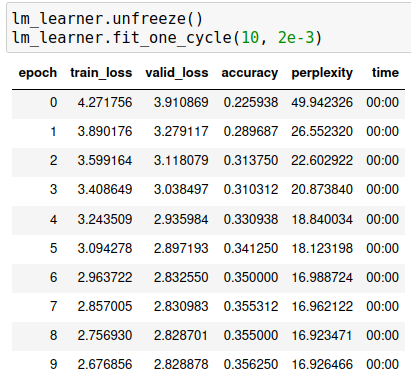 lm_learner.unfreeze()
lm_learner.fit_one_cycle(10, 2e-3)
epoch train_loss valid_loss accuracy perplexity time
0 4.271756 3.910869 0.225938 49.942326 00:00
1 3.890176 3.279117 0.289687 26.552320 00:00
2 3.599164 3.118079 0.313750 22.602922 00:00
3 3.408649 3.038497 0.310312 20.873840 00:00
4 3.243509 2.935984 0.330938 18.840034 00:00
5 3.094278 2.897193 0.341250 18.123198 00:00
6 2.963722 2.832550 0.350000 16.988724 00:00
7 2.857005 2.830983 0.355312 16.962122 00:00
8 2.756930 2.828701 0.355000 16.923471 00:00
9 2.676856 2.828878 0.356250 16.926466 00:00